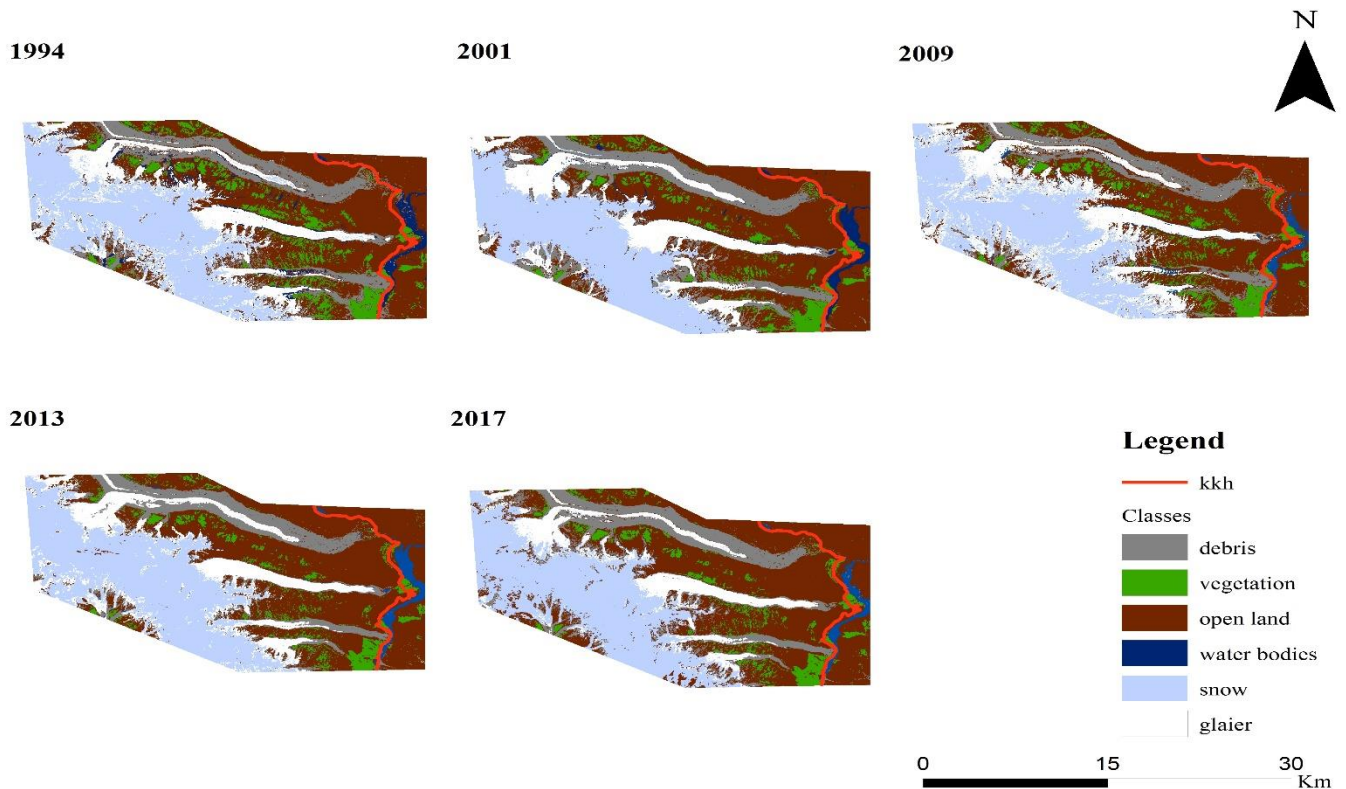 1994
2001
2009
N
2013
2017
Legend
kkh
Classes
debris
vegetation
open land
water bodies
snow
glaier
0 15 30
Km